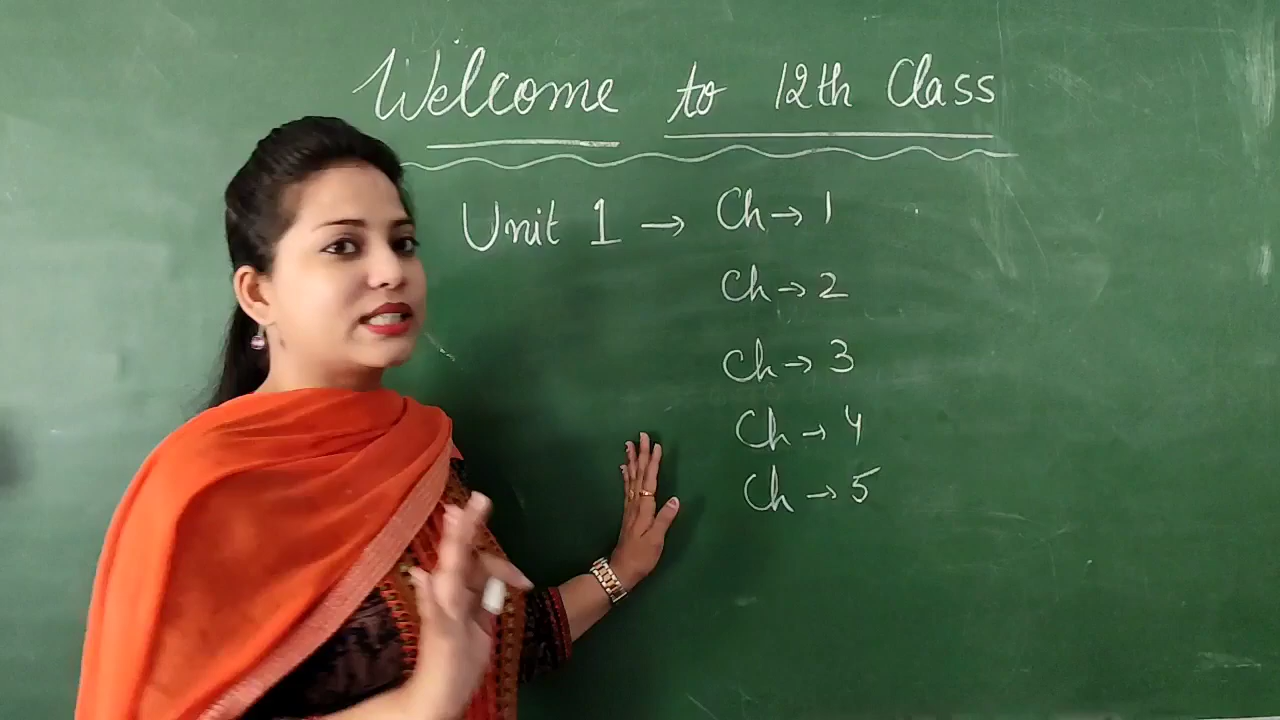 Welcome to 12th Class
Unit 1 → Ch → 1
Ch → 2
Ch → 3
Ch → 4
Ch → 5